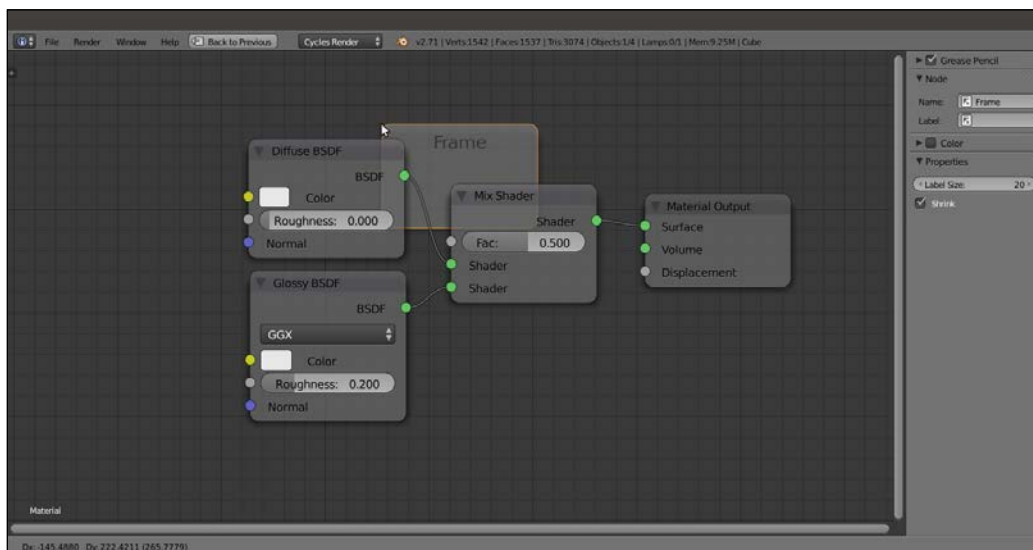 File Render Window Help Back to Previous Cycles Render v2.71 | Verts:1542 | Faces:1537 | Tris:3074 | Objects:1/4 | Lamps:0/1 | Mem:9.25M | Cube
Grease Pencil
Node
Name: Frame
Label:
Color
Properties
Label Size: 20
Shrink
Frame
Diffuse BSDF
BSDF
Color
Roughness: 0.000
Normal
Glossy BSDF
BSDF
GGX
Color
Roughness: 0.200
Normal
Mix Shader
Shader
Fac: 0.500
Shader
Shader
Material Output
Surface
Volume
Displacement
Material
Dx: -145.4880 Dy: 222.4211 (265.7779)